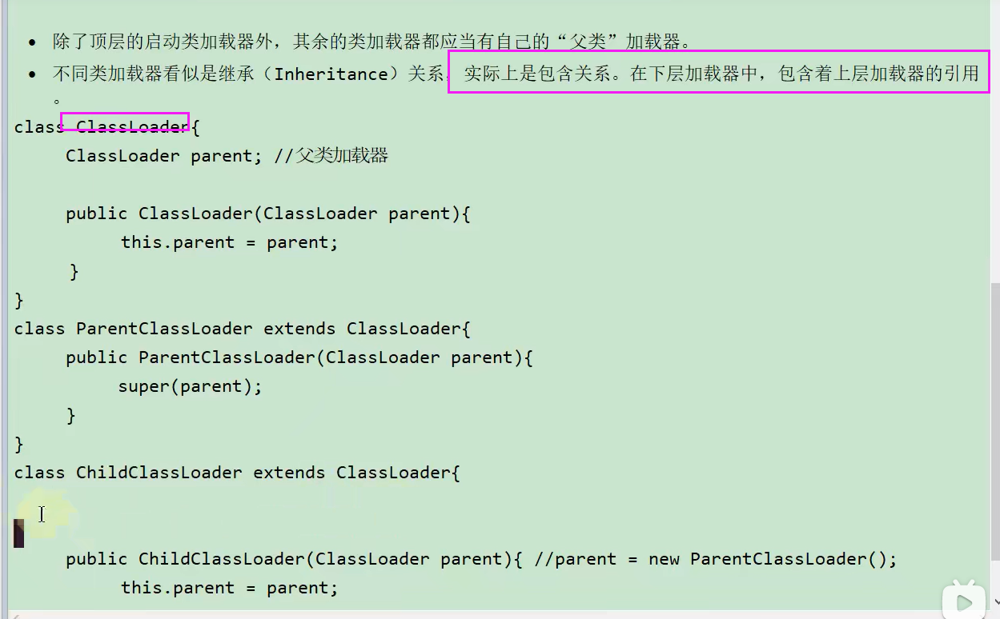 • 除了顶层的启动类加载器外，其余的类加载器都应当有自己的“父类”加载器。
• 不同类加载器看似是继承（Inheritance）关系，实际上是包含关系。在下层加载器中，包含着上层加载器的引用
。
class ClassLoader{
ClassLoader parent; //父类加载器
public ClassLoader(ClassLoader parent){
this.parent = parent;
}
}
class ParentClassLoader extends ClassLoader{
public ParentClassLoader(ClassLoader parent){
super(parent);
}
}
class ChildClassLoader extends ClassLoader{
public ChildClassLoader(ClassLoader parent){ //parent = new ParentClassLoader();
this.parent = parent;